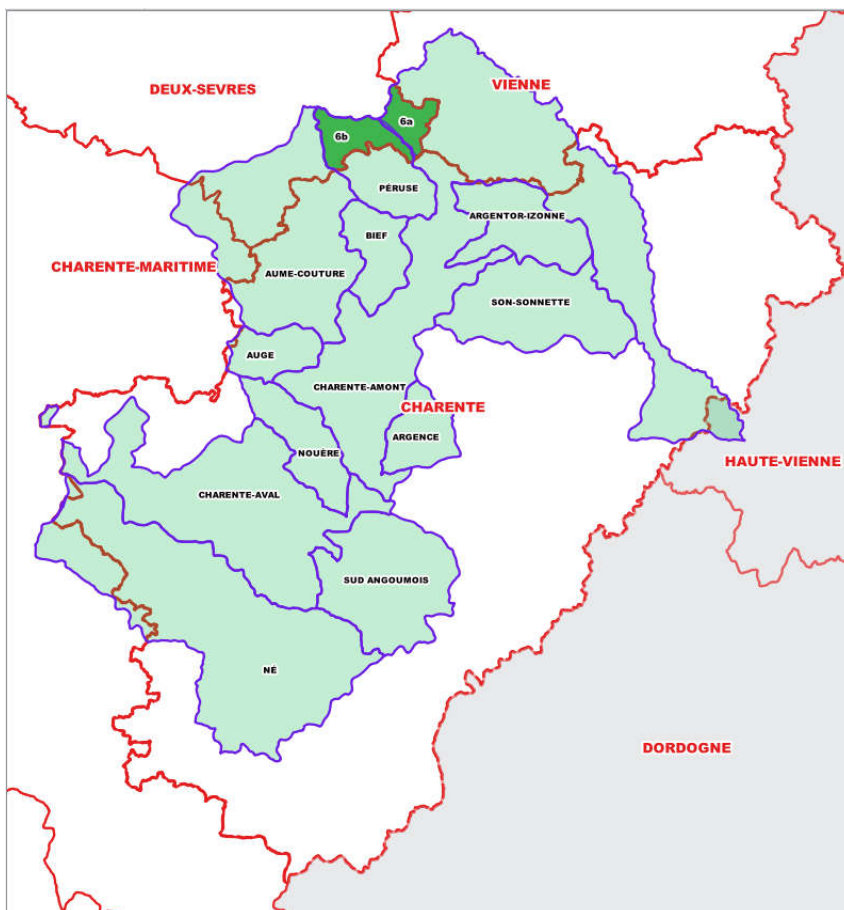 VIENNE
DEUX-SEVRES
6a
6b
PÉRUSE
ARGENTOR-IZONNE
BIEF
CHARENTE-MARITIME
AUME-COUTURE
SON-SONNETTE
AUGE
CHARENTE-AMONT
CHARENTE
ARGENCE
NOUÈRE
HAUTE-VIENNE
CHARENTE-AVAL
SUD ANGOUMOIS
NÉ
DORDOGNE